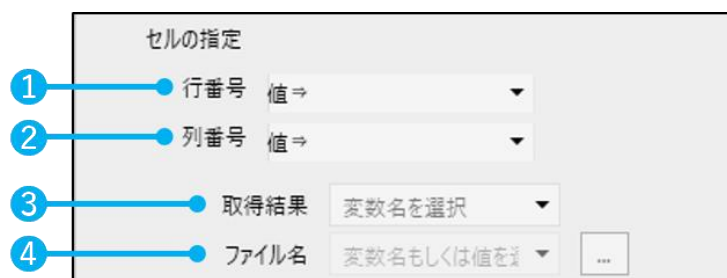 セルの指定
1 行番号 値⇒
2 列番号 値⇒
3 取得結果 変数名を選択
4 ファイル名 変数名もしくは値を ...